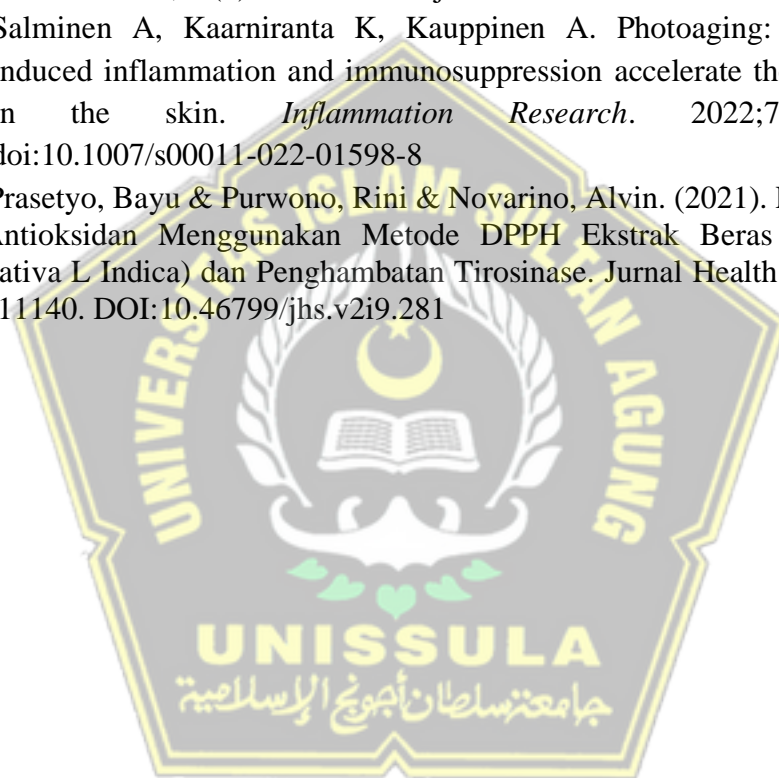 Salminen A, Kaarniranta K, Kauppinen A. Photoaging:
induced inflammation and immunosuppression accelerate
in the skin. Inflammation Research. 2022;7
doi:10.1007/s00011-022-01598-8
Prasetyo, Bayu & Purwono, Rini & Novarino, Alvin. (2021).
Antioksidan Menggunakan Metode DPPH Ekstrak Beras
ativa L Indica) dan Penghambatan Tirosinase. Jurnal Health
11140. DOI:10.46799/jhs.v2i9.281
UNIVERSITAS ISLAM SULTAN AGUNG
UNISSULA
جامعة سلطان أجونج الإسلامية